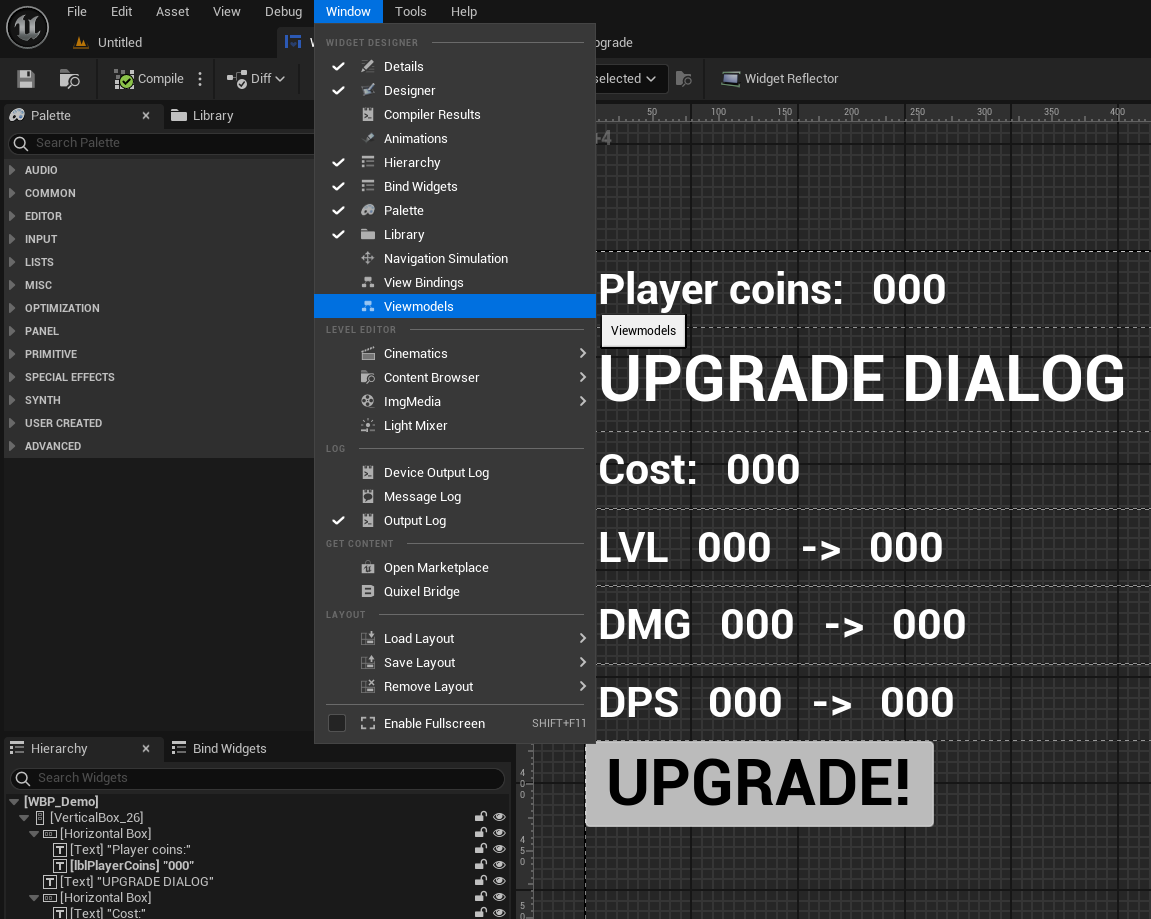 File Edit Asset View Debug Window Tools Help
Untitled
pgrade
Compile Diff
selected Widget Reflector
Palette Library
Search Palette
AUDIO
COMMON
EDITOR
INPUT
LISTS
MISC
OPTIMIZATION
PANEL
PRIMITIVE
SPECIAL EFFECTS
SYNTH
USER CREATED
ADVANCED
WIDGET DESIGNER
Details
Designer
Compiler Results
Animations
Hierarchy
Bind Widgets
Palette
Library
Navigation Simulation
View Bindings
Viewmodels
LEVEL EDITOR
Cinematics
Content Browser
ImgMedia
Light Mixer
LOG
Device Output Log
Message Log
Output Log
GET CONTENT
Open Marketplace
Quixel Bridge
LAYOUT
Load Layout
Save Layout
Remove Layout
Enable Fullscreen SHIFT+F11
50 100 150 200 250 300 350 400
+4
Player coins: 000
Viewmodels
UPGRADE DIALOG
Cost: 000
LVL 000 -> 000
DMG 000 -> 000
DPS 000 -> 000
UPGRADE!
Hierarchy Bind Widgets
Search Widgets
[WBP_Demo]
[VerticalBox_26]
[Horizontal Box]
[Text] "Player coins:"
[lblPlayerCoins] "000"
[Text] "UPGRADE DIALOG"
[Horizontal Box]
[Text] "Cost:"